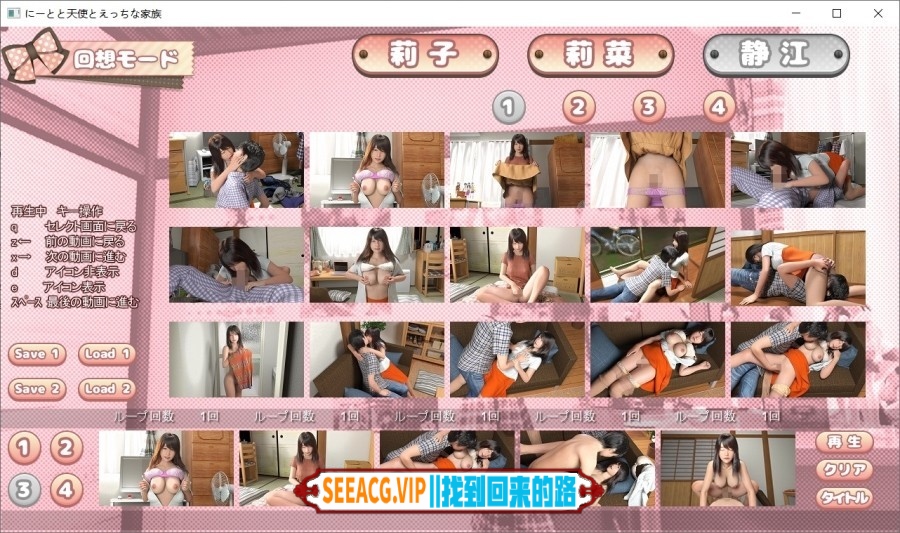 にーとと天使とえっちな家族
回想モード
莉子 莉菜 静江
1 2 3 4
再生中 キー操作
q セレクト画面に戻る
z← 前の動画に戻る
x→ 次の動画に進む
d アイコン非表示
e アイコン表示
スペース 最後の動画に進む
Save 1 Load 1
Save 2 Load 2
ループ回数 1回 ループ回数 1回 ループ回数 1回 ループ回数 1回 ループ回数 1回
1 2
3 4
再生
クリア
タイトル
SEEACG.VIP||找到回来的路